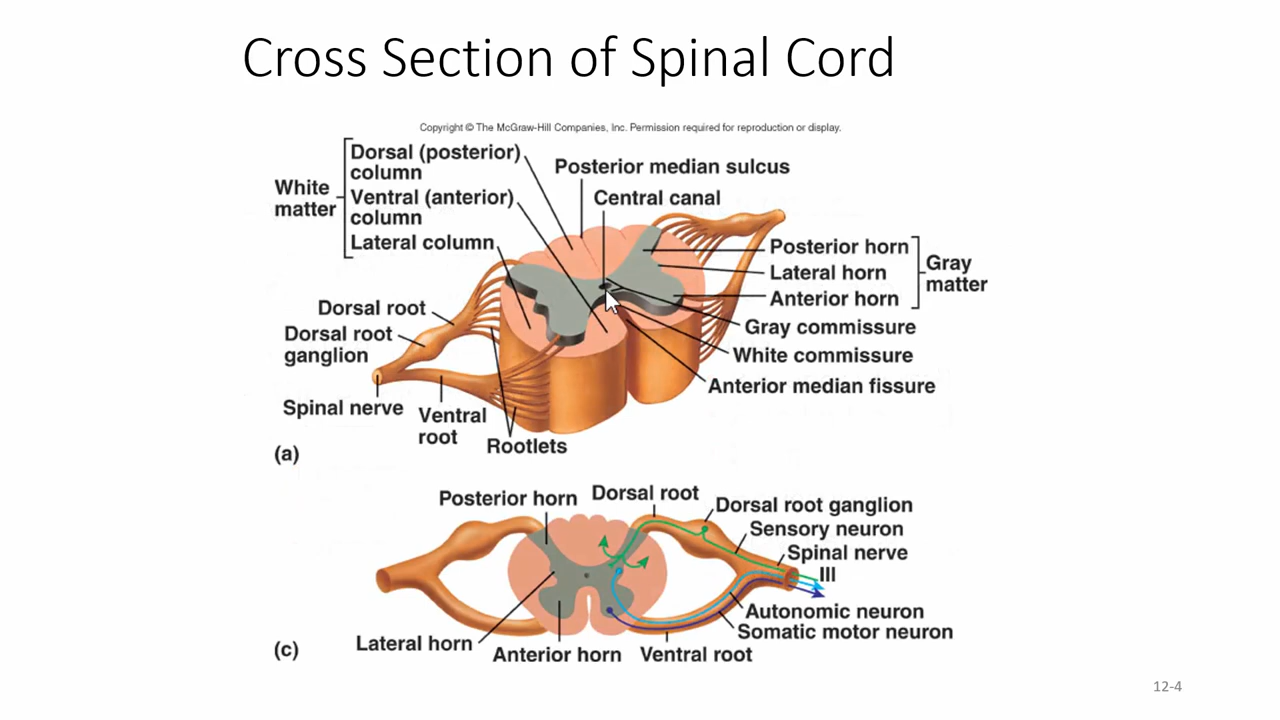 Cross Section of Spinal Cord
Copyright © The McGraw-Hill Companies, Inc. Permission required for reproduction or display.
White
matter
Dorsal (posterior)
column
Ventral (anterior)
column
Lateral column
Posterior median sulcus
Central canal
Posterior horn
Lateral horn
Anterior horn
Gray
matter
Gray commissure
White commissure
Anterior median fissure
Dorsal root
Dorsal root
ganglion
Spinal nerve
Ventral
root
Rootlets
(a)
Posterior horn
Dorsal root
Dorsal root ganglion
Sensory neuron
Spinal nerve
III
Autonomic neuron
Somatic motor neuron
Lateral horn
Anterior horn
Ventral root
(c)
12-4